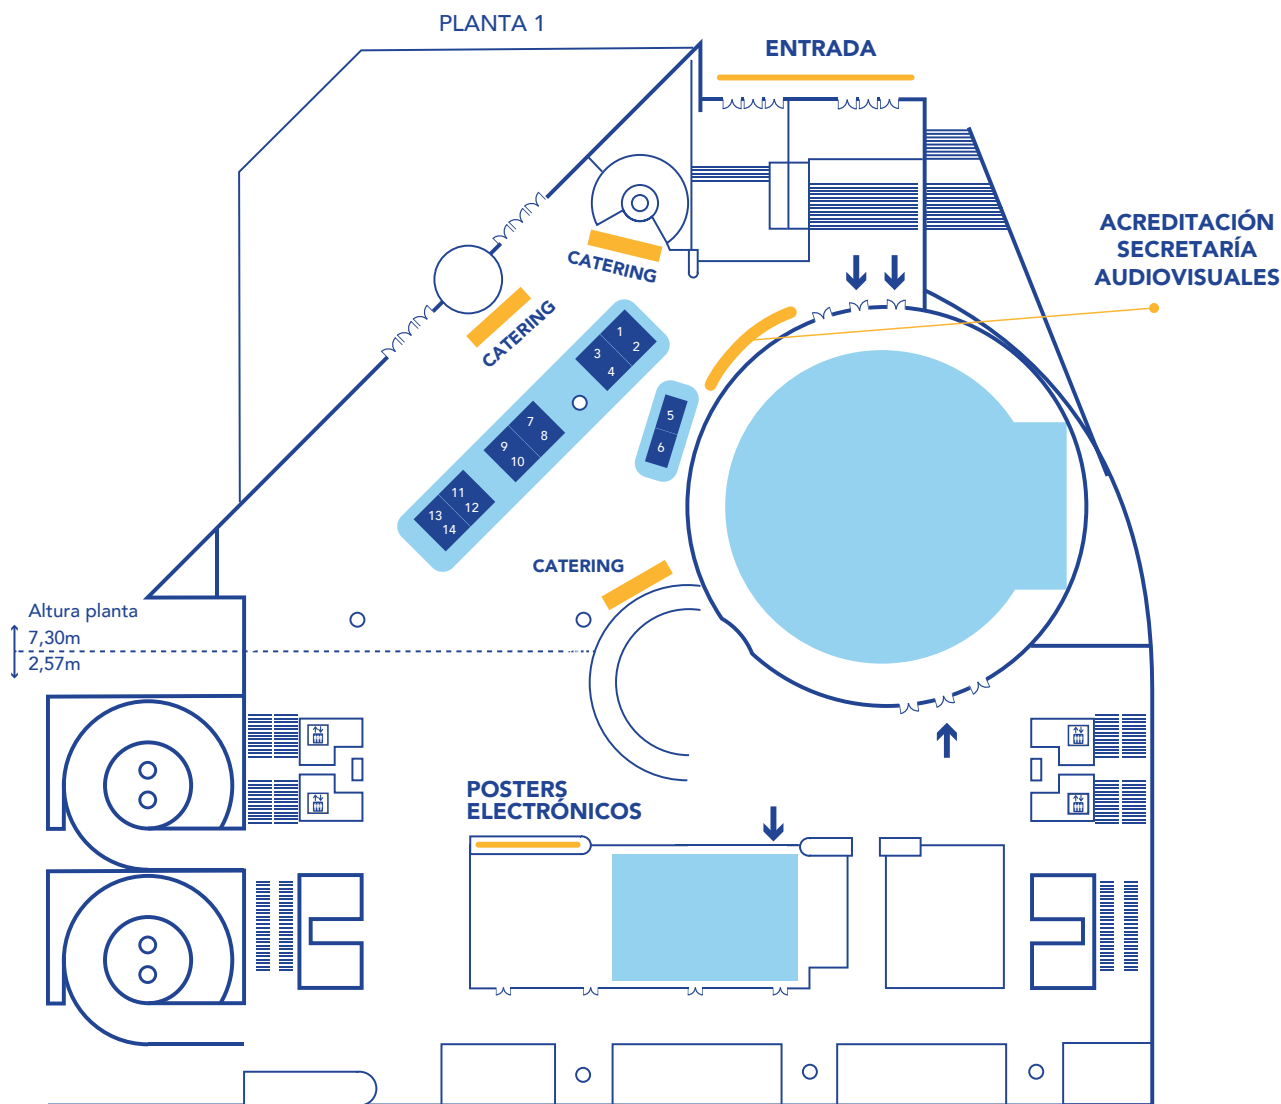 PLANTA 1
ENTRADA
ACREDITACIÓN
SECRETARÍA
AUDIOVISUALES
CATERING
CATERING
1
2
3
4
5
6
7
8
9
10
11
12
13
14
CATERING
Altura planta
7,30m
2,57m
POSTERS
ELECTRÓNICOS